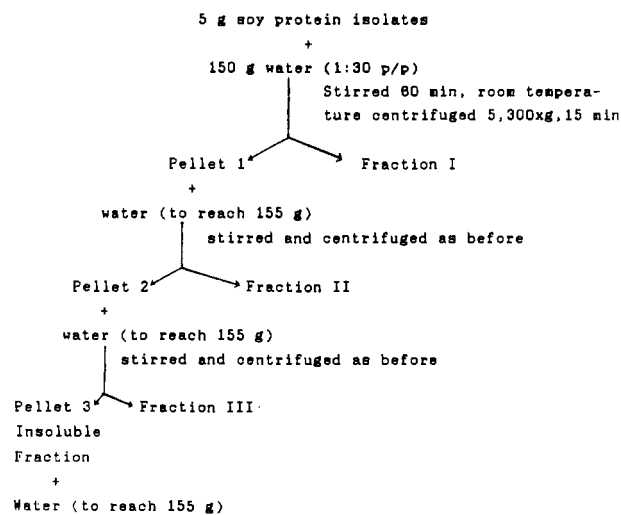 5 g soy protein isolates
+
150 g water (1:30 p/p)
Stirred 60 min, room tempera-
ture centrifuged 5,300xg,15 min
Pellet 1
Fraction I
+
water (to reach 155 g)
stirred and centrifuged as before
Pellet 2
Fraction II
+
water (to reach 155 g)
stirred and centrifuged as before
Pellet 3
Fraction III
Insoluble
Fraction
+
Water (to reach 155 g)